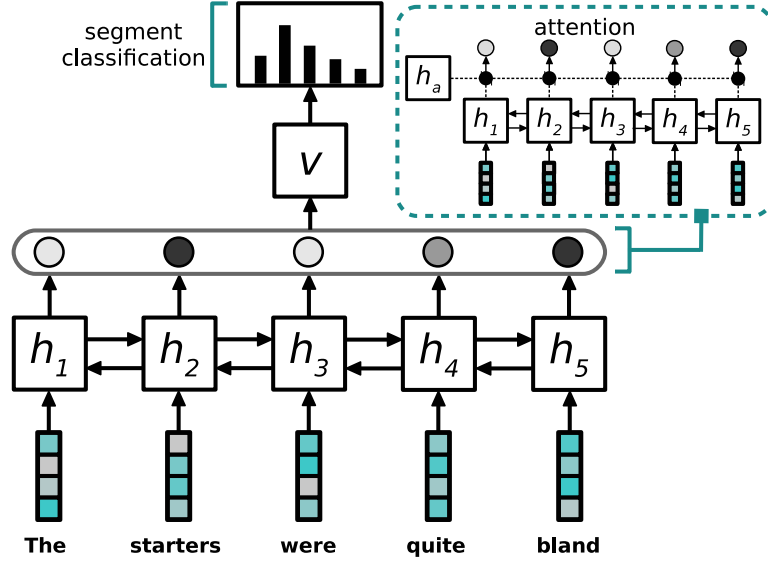 segment
classification
attention
h_a
h_1 h_2 h_3 h_4 h_5
v
h_1 h_2 h_3 h_4 h_5
The starters were quite bland